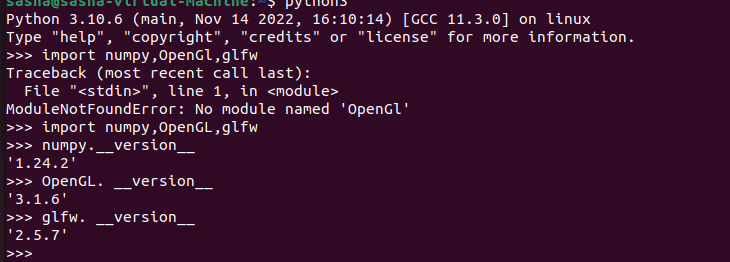 sasha@sasha-Virtual-Machine:~$ python3
Python 3.10.6 (main, Nov 14 2022, 16:10:14) [GCC 11.3.0] on linux
Type "help", "copyright", "credits" or "license" for more information.
>>> import numpy,OpenGl,glfw
Traceback (most recent call last):
  File "<stdin>", line 1, in <module>
ModuleNotFoundError: No module named 'OpenGl'
>>> import numpy,OpenGL,glfw
>>> numpy.__version__
'1.24.2'
>>> OpenGL. __version__
'3.1.6'
>>> glfw. __version__
'2.5.7'
>>>